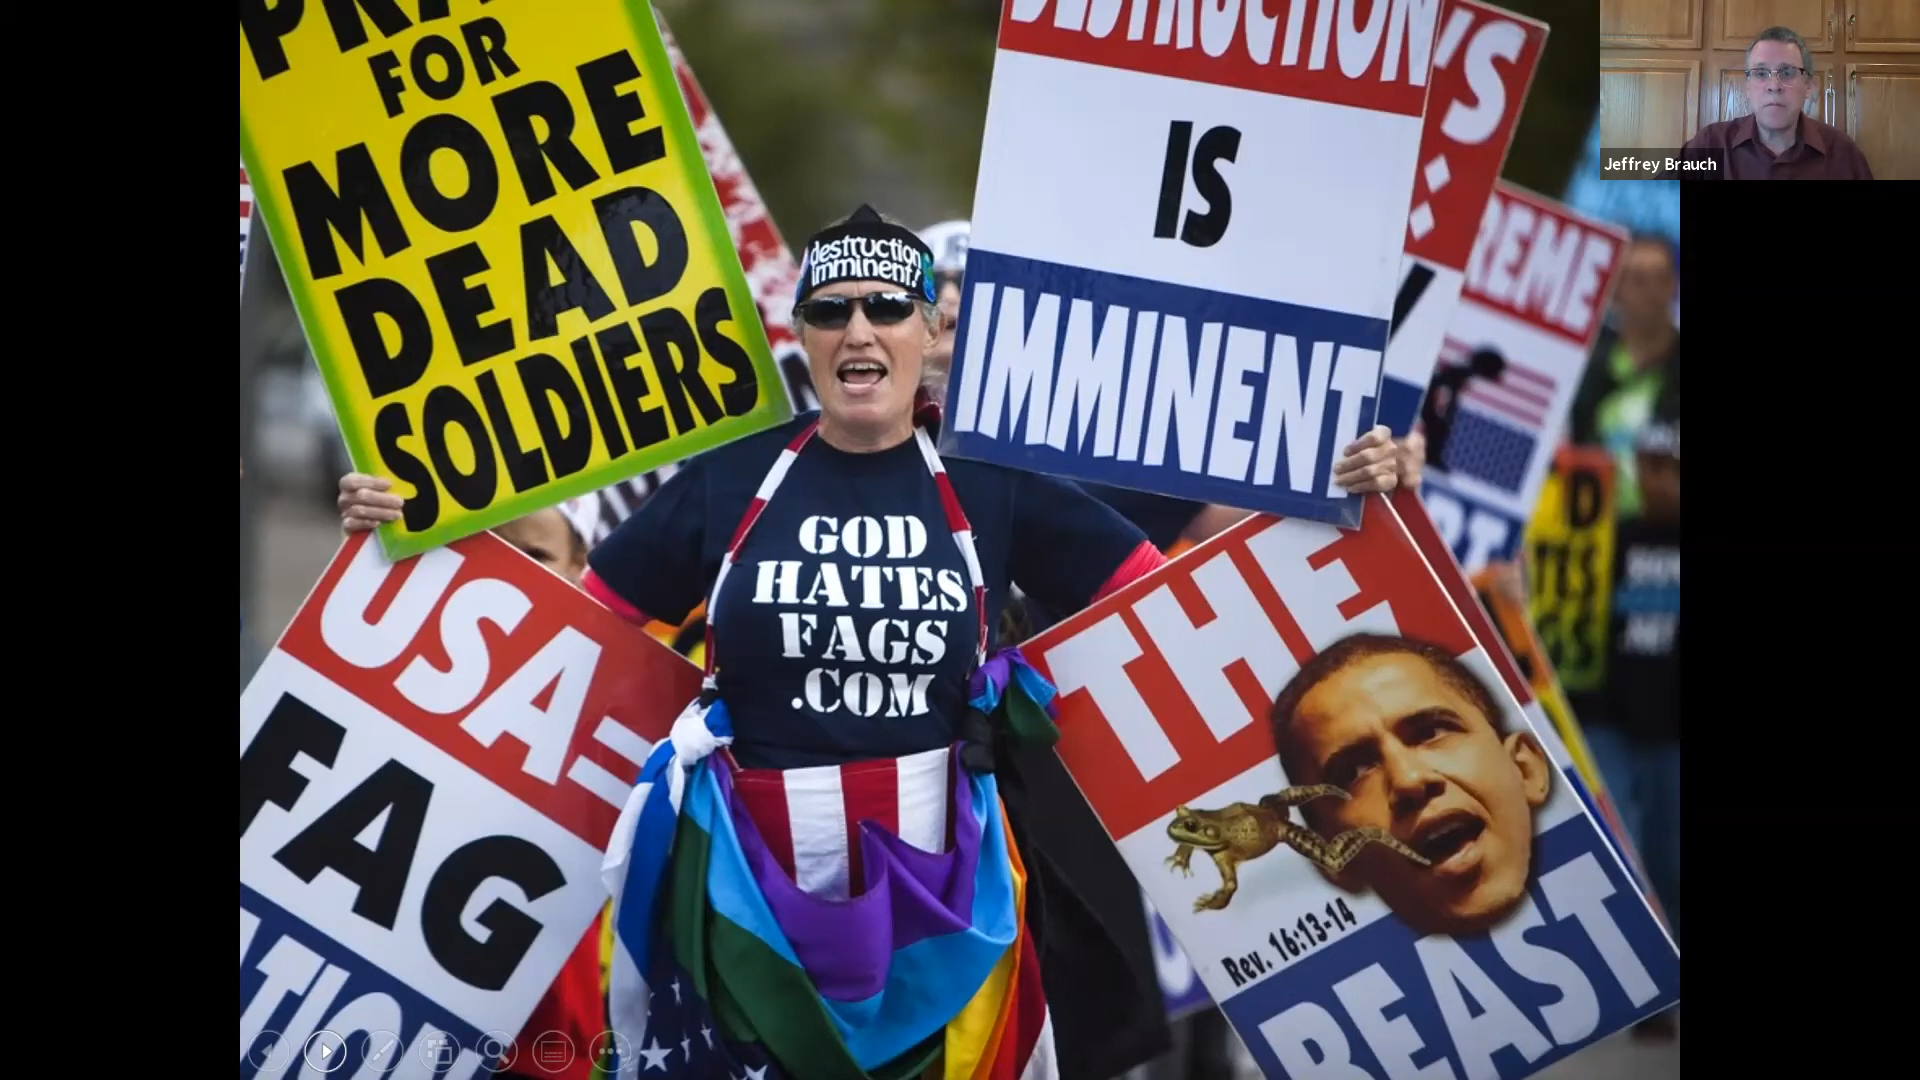 FOR
MORE
DEAD
SOLDIERS
DESTRUCTION'S
IS
IMMINENT
'S
destruction
imminent!
GOD
HATES
FAGS
.COM
USA=
FAG
THE
Rev. 16:13-14
BEAST
Jeffrey Brauch